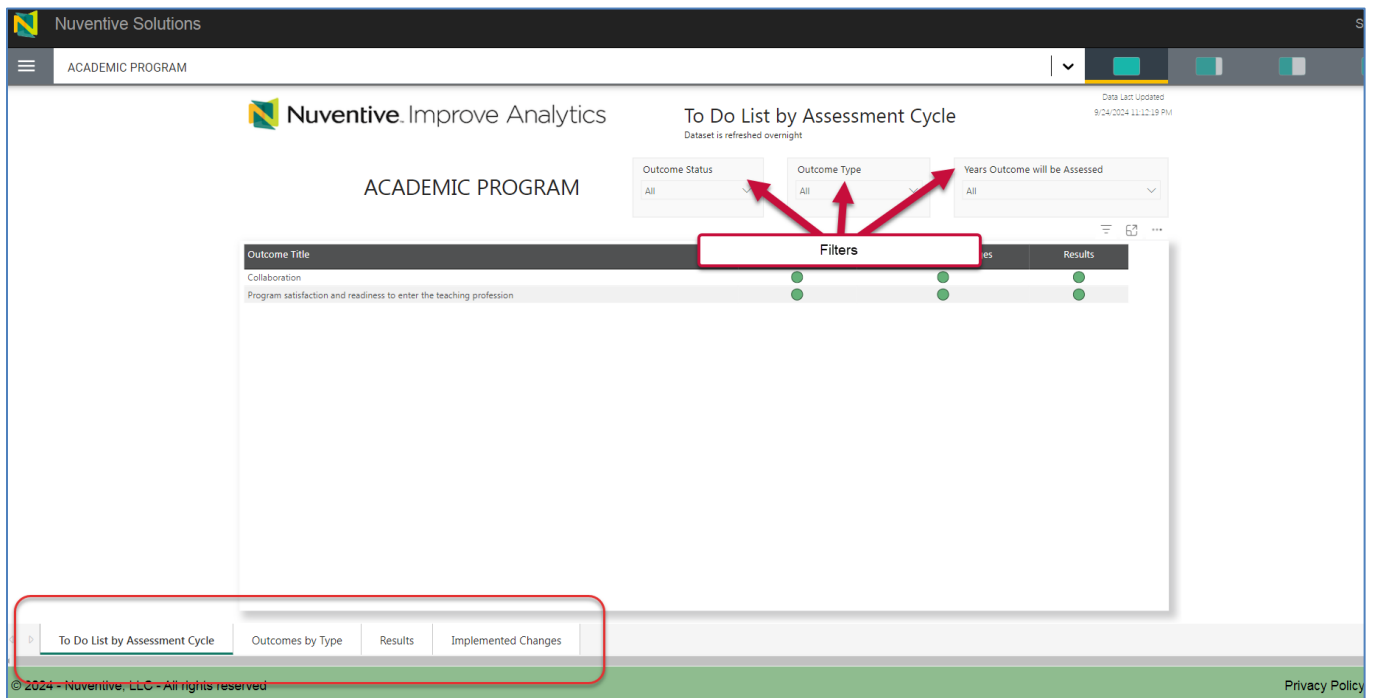 Nuventive Solutions
S
ACADEMIC PROGRAM
Nuventive. Improve Analytics
To Do List by Assessment Cycle
Dataset is refreshed overnight
Data Last Updated
9/24/2024 11:12:19 PM
ACADEMIC PROGRAM
Outcome Status
All
Outcome Type
All
Years Outcome will be Assessed
All
Filters
Outcome Title
Results
Collaboration
Program satisfaction and readiness to enter the teaching profession
To Do List by Assessment Cycle
Outcomes by Type
Results
Implemented Changes
© 2024 - Nuventive, LLC - All rights reserved
Privacy Policy